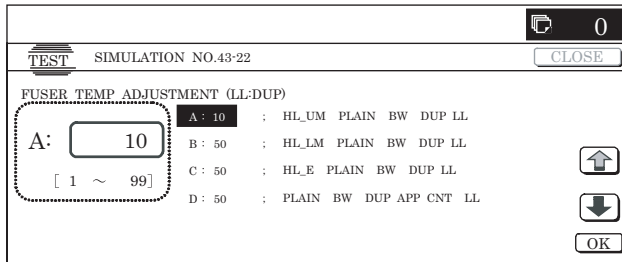 0
TEST SIMULATION NO.43-22 CLOSE
FUSER TEMP ADJUSTMENT (LL:DUP)
A: 10
[ 1 ～ 99]
A : 10 ; HL_UM PLAIN BW DUP LL
B : 50 ; HL_LM PLAIN BW DUP LL
C : 50 ; HL_E PLAIN BW DUP LL
D : 50 ; PLAIN BW DUP APP CNT LL
OK